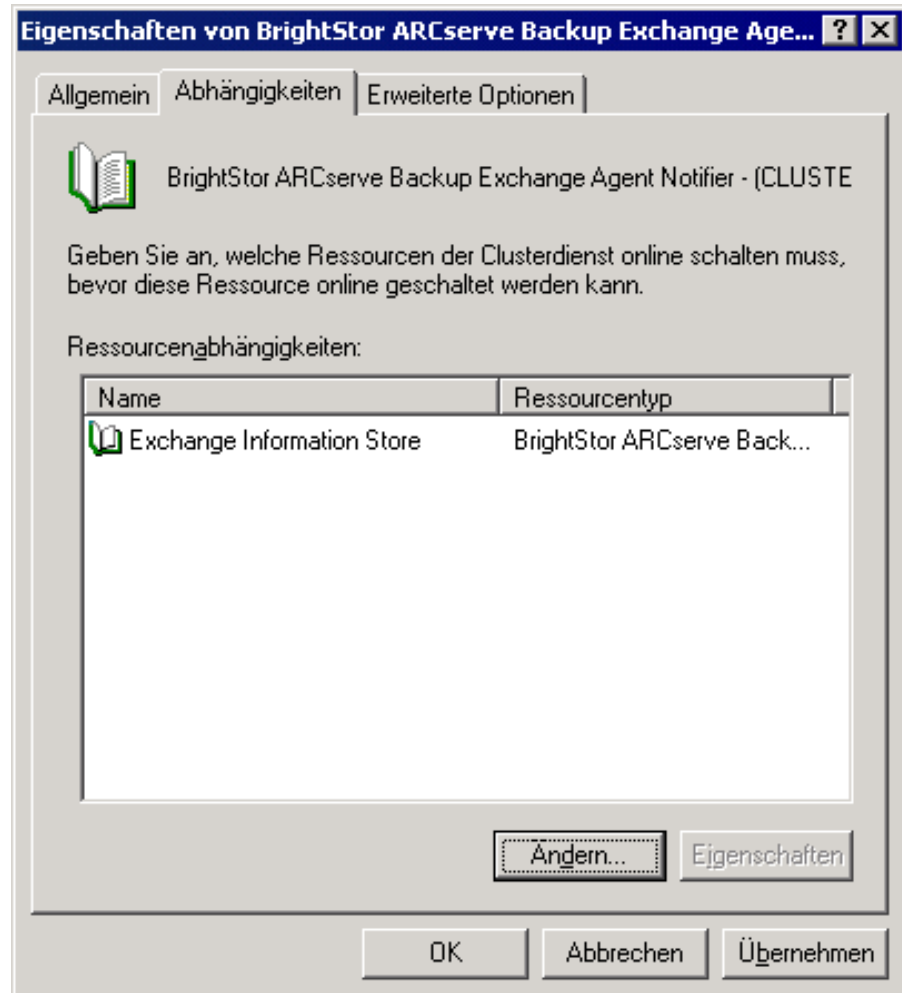 Eigenschaften von BrightStor ARCserve Backup Exchange Age...
Allgemein Abhängigkeiten Erweiterte Optionen
BrightStor ARCserve Backup Exchange Agent Notifier - (CLUSTE
Geben Sie an, welche Ressourcen der Clusterdienst online schalten muss,
bevor diese Ressource online geschaltet werden kann.
Ressourcenabhängigkeiten:
Name Ressourcentyp
Exchange Information Store BrightStor ARCserve Back...
Ändern... Eigenschaften
OK Abbrechen Übernehmen